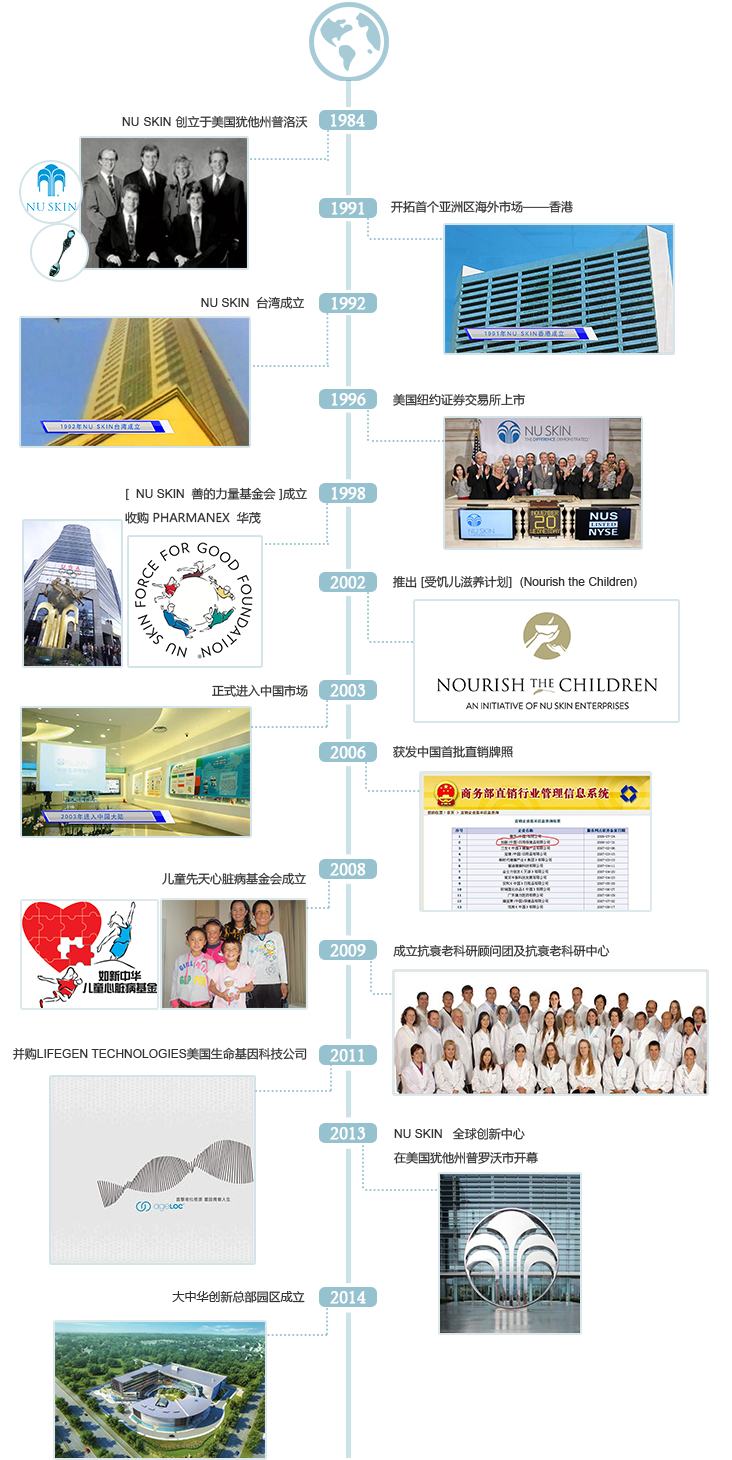 1984
NU SKIN 创立于美国犹他州普洛沃
NU SKIN
1991
开拓首个亚洲区海外市场——香港
1991年NU SKIN香港成立
1992
NU SKIN 台湾成立
1992年NU SKIN台湾成立
1996
美国纽约证券交易所上市
NU SKIN
THE DIFFERENCE. DEMONSTRATED.
NU SKIN
NOVEMBER
20
WEDNESDAY
NUS
LISTED
NYSE
1998
[ NU SKIN 善的力量基金会 ]成立
收购 PHARMANEX 华茂
USA
NU SKIN FORCE FOR GOOD FOUNDATION
2002
推出 [受饥儿滋养计划] (Nourish the Children)
NOURISH THE CHILDREN
AN INITIATIVE OF NU SKIN ENTERPRISES
2003
正式进入中国市场
NU SKIN
2003年进入中国大陆
2006
获发中国首批直销牌照
商务部直销行业管理信息系统
2008
儿童先天心脏病基金会成立
如新中华
儿童心脏病基金
2009
成立抗衰老科研顾问团及抗衰老科研中心
2011
并购LIFEGEN TECHNOLOGIES美国生命基因科技公司
ageLOC
2013
NU SKIN 全球创新中心
在美国犹他州普罗沃市开幕
2014
大中华创新总部园区成立